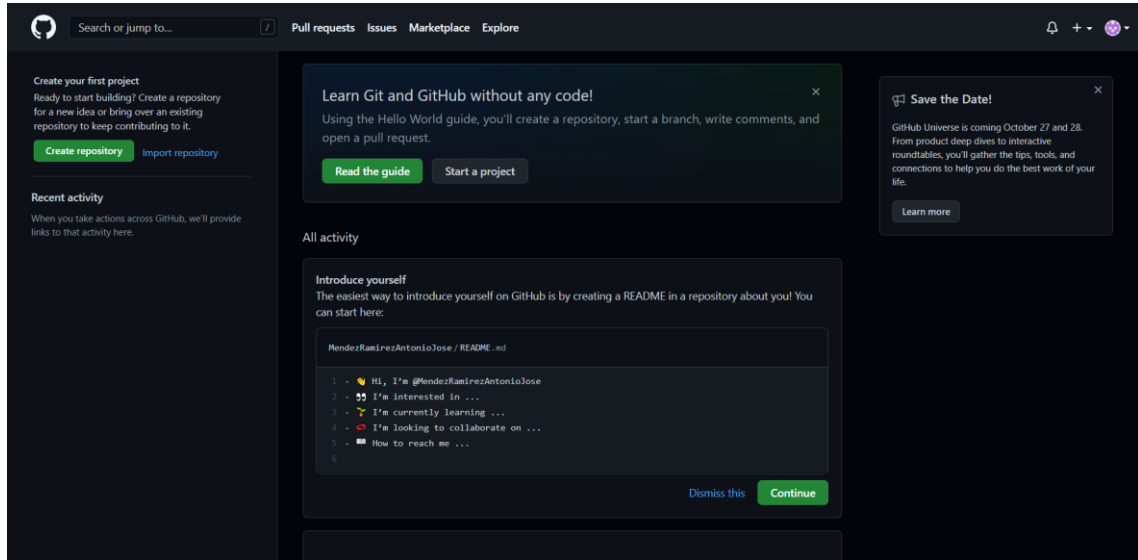 Search or jump to...
/
Pull requests Issues Marketplace Explore
Create your first project
Ready to start building? Create a repository
for a new idea or bring over an existing
repository to keep contributing to it.
Create repository
Import repository
Recent activity
When you take actions across GitHub, we'll provide
links to that activity here.
Learn Git and GitHub without any code!
Using the Hello World guide, you'll create a repository, start a branch, write comments, and
open a pull request.
Read the guide
Start a project
All activity
Introduce yourself
The easiest way to introduce yourself on GitHub is by creating a README in a repository about you! You
can start here:
MendezRamirezAntonioJose/README.md
1 - 👋 Hi, I'm @MendezRamirezAntonioJose
2 - 👀 I'm interested in ...
3 - 🌱 I'm currently learning ...
4 - 💞️ I'm looking to collaborate on ...
5 - 📫 How to reach me ...
6
Dismiss this
Continue
Save the Date!
GitHub Universe is coming October 27 and 28.
From product deep dives to interactive
roundtables, you'll gather the tips, tools, and
connections to help you do the best work of your
life.
Learn more